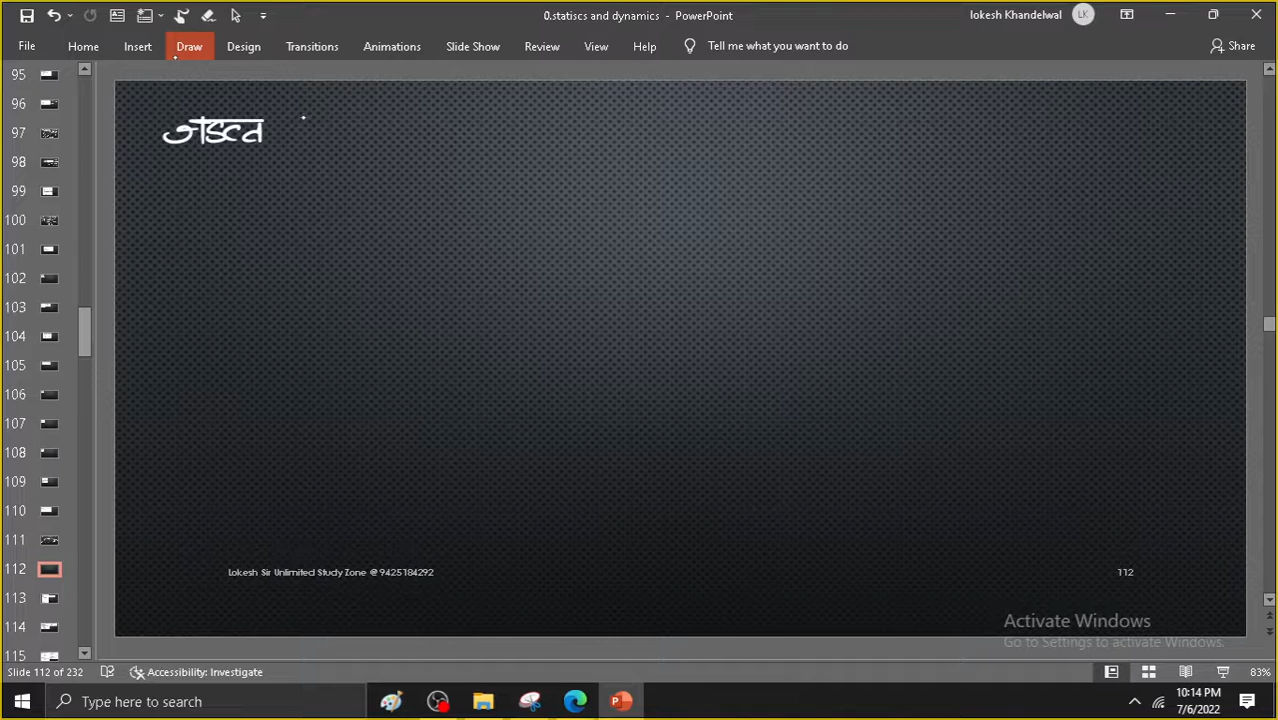 0.statiscs and dynamics - PowerPoint
lokesh Khandelwal LK
File Home Insert Draw Design Transitions Animations Slide Show Review View Help Tell me what you want to do Share
95
96
97
98
99
100
101
102
103
104
105
106
107
108
109
110
111
112
113
114
115
Lokesh Sir Unlimited Study Zone @9425184292
112
Activate Windows
Go to Settings to activate Windows.
Slide 112 of 232 Accessibility: Investigate 83%
Type here to search
10:14 PM
7/6/2022